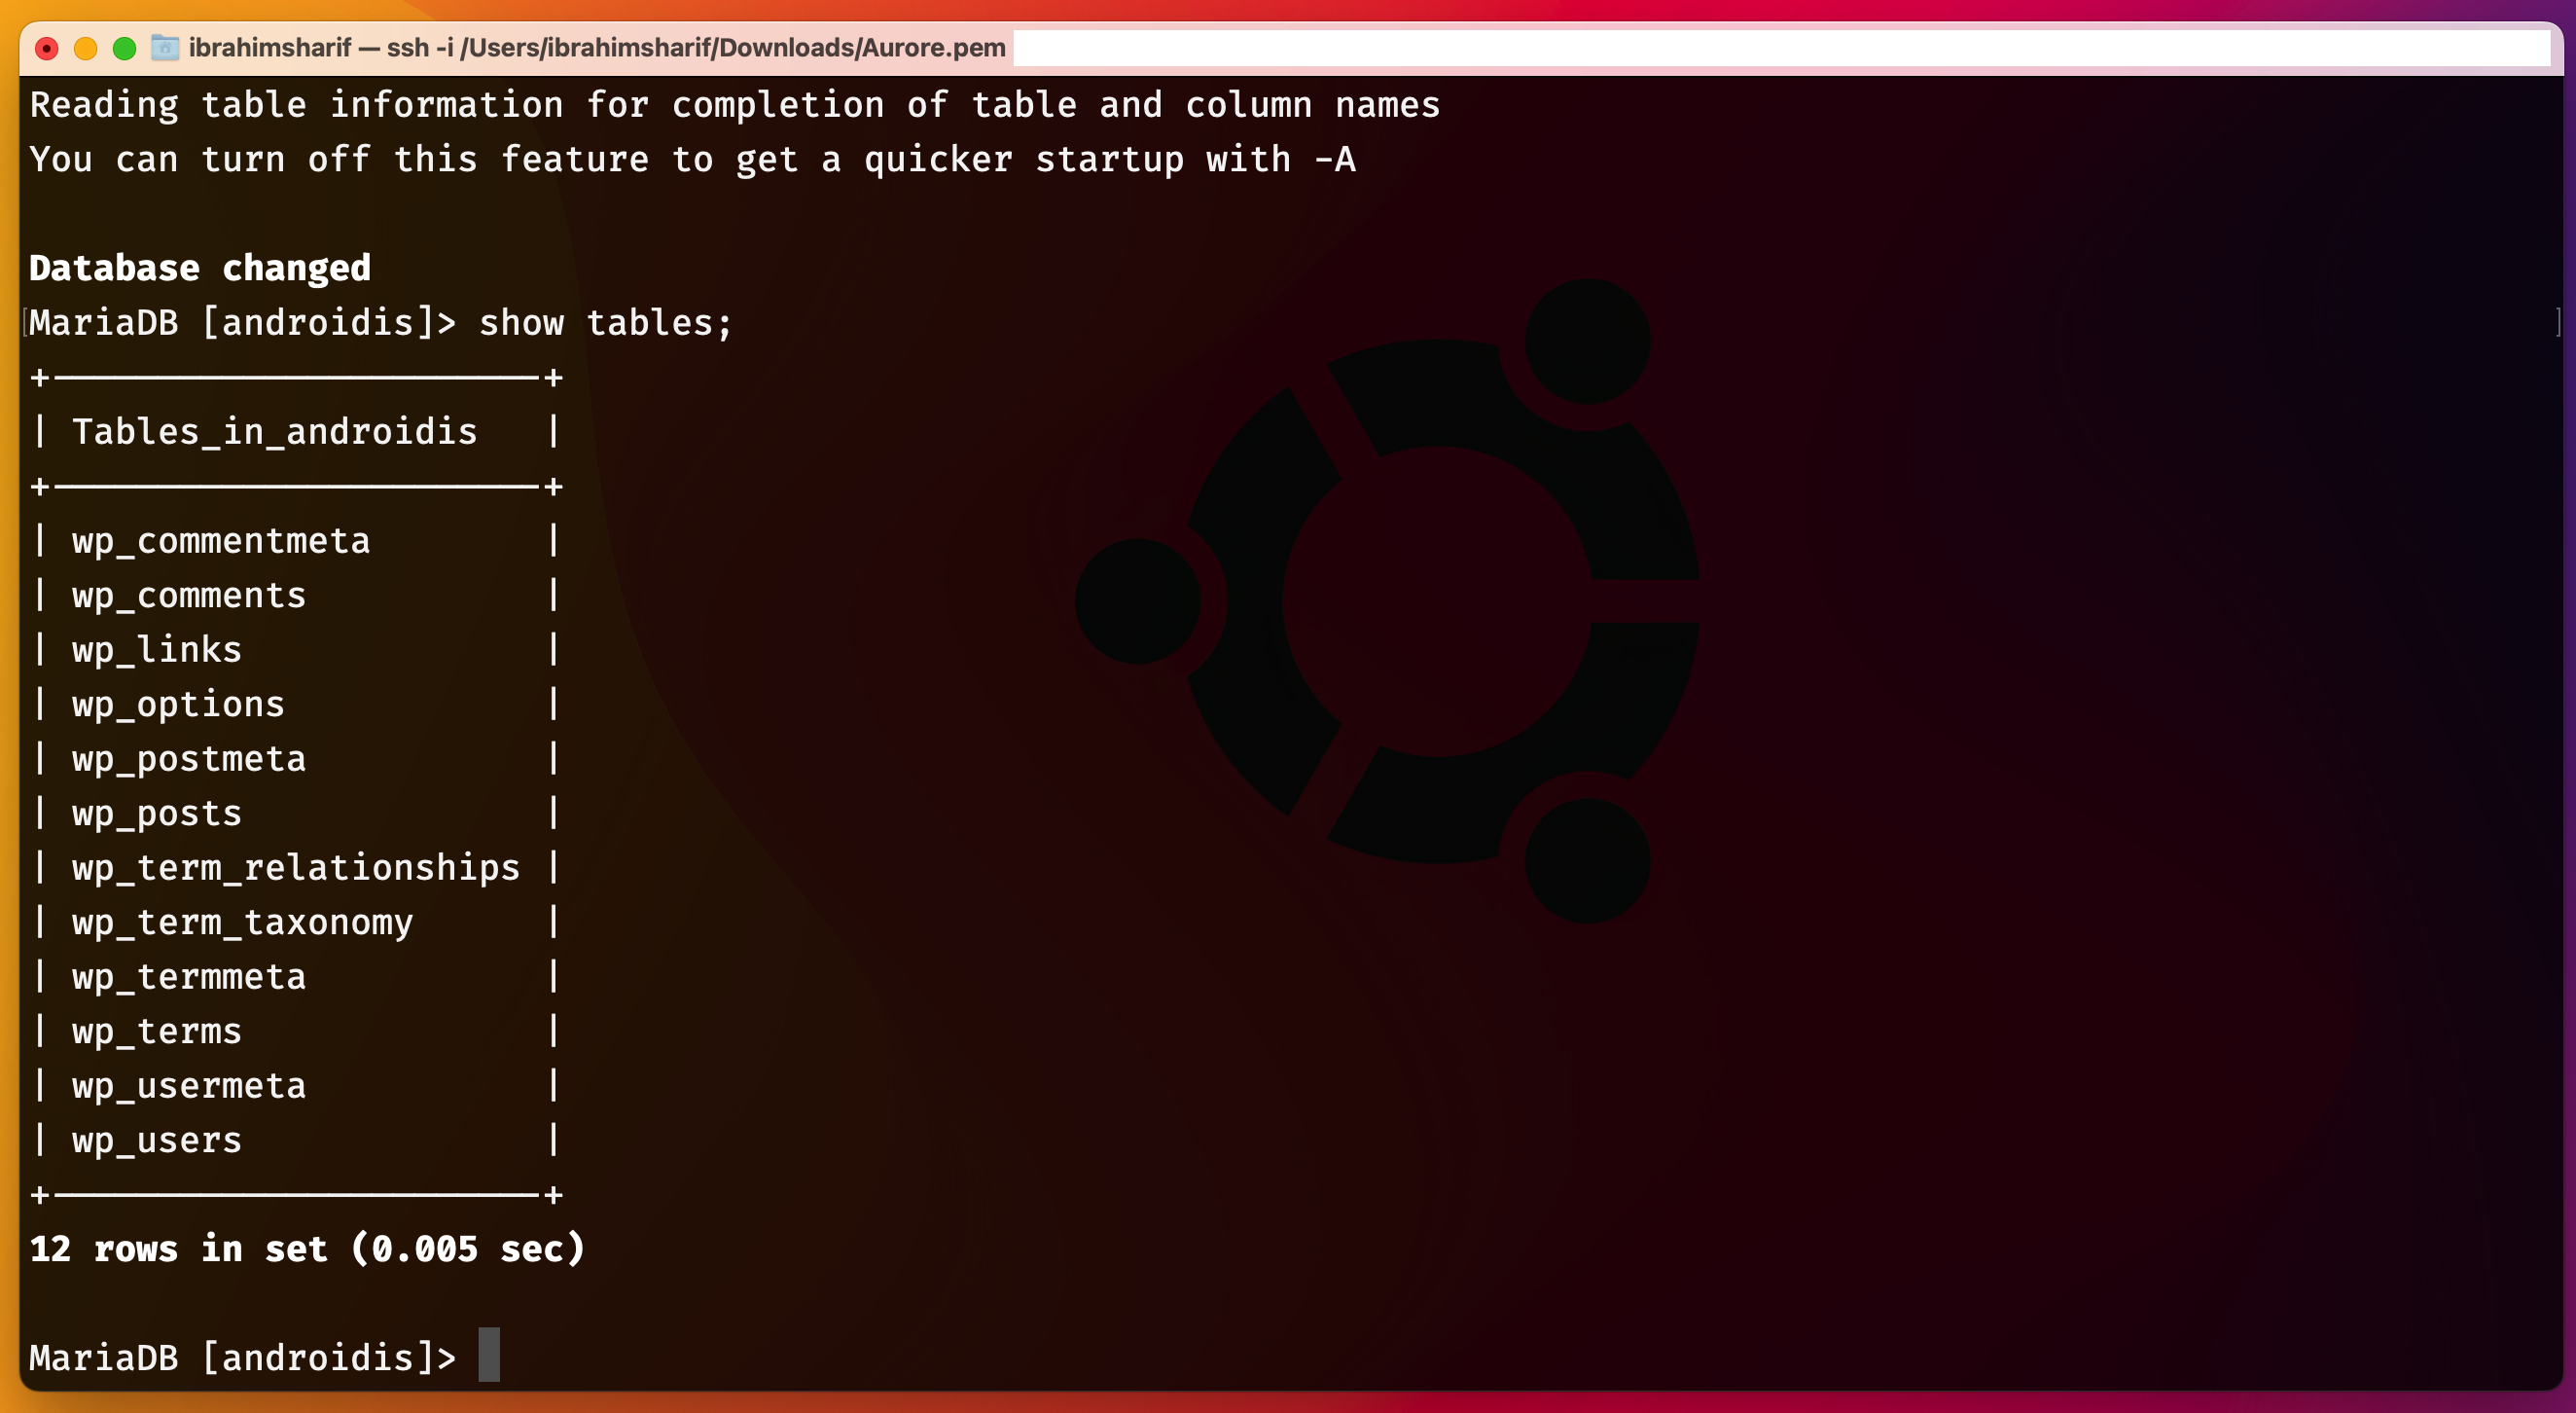 ibrahimsharif — ssh -i /Users/ibrahimsharif/Downloads/Aurore.pem
Reading table information for completion of table and column names
You can turn off this feature to get a quicker startup with -A
Database changed
[MariaDB [androidis]> show tables; ]
+------------------------+
| Tables_in_androidis    |
+------------------------+
| wp_commentmeta         |
| wp_comments            |
| wp_links               |
| wp_options             |
| wp_postmeta            |
| wp_posts               |
| wp_term_relationships  |
| wp_term_taxonomy       |
| wp_termmeta            |
| wp_terms               |
| wp_usermeta            |
| wp_users               |
+------------------------+
12 rows in set (0.005 sec)
MariaDB [androidis]>